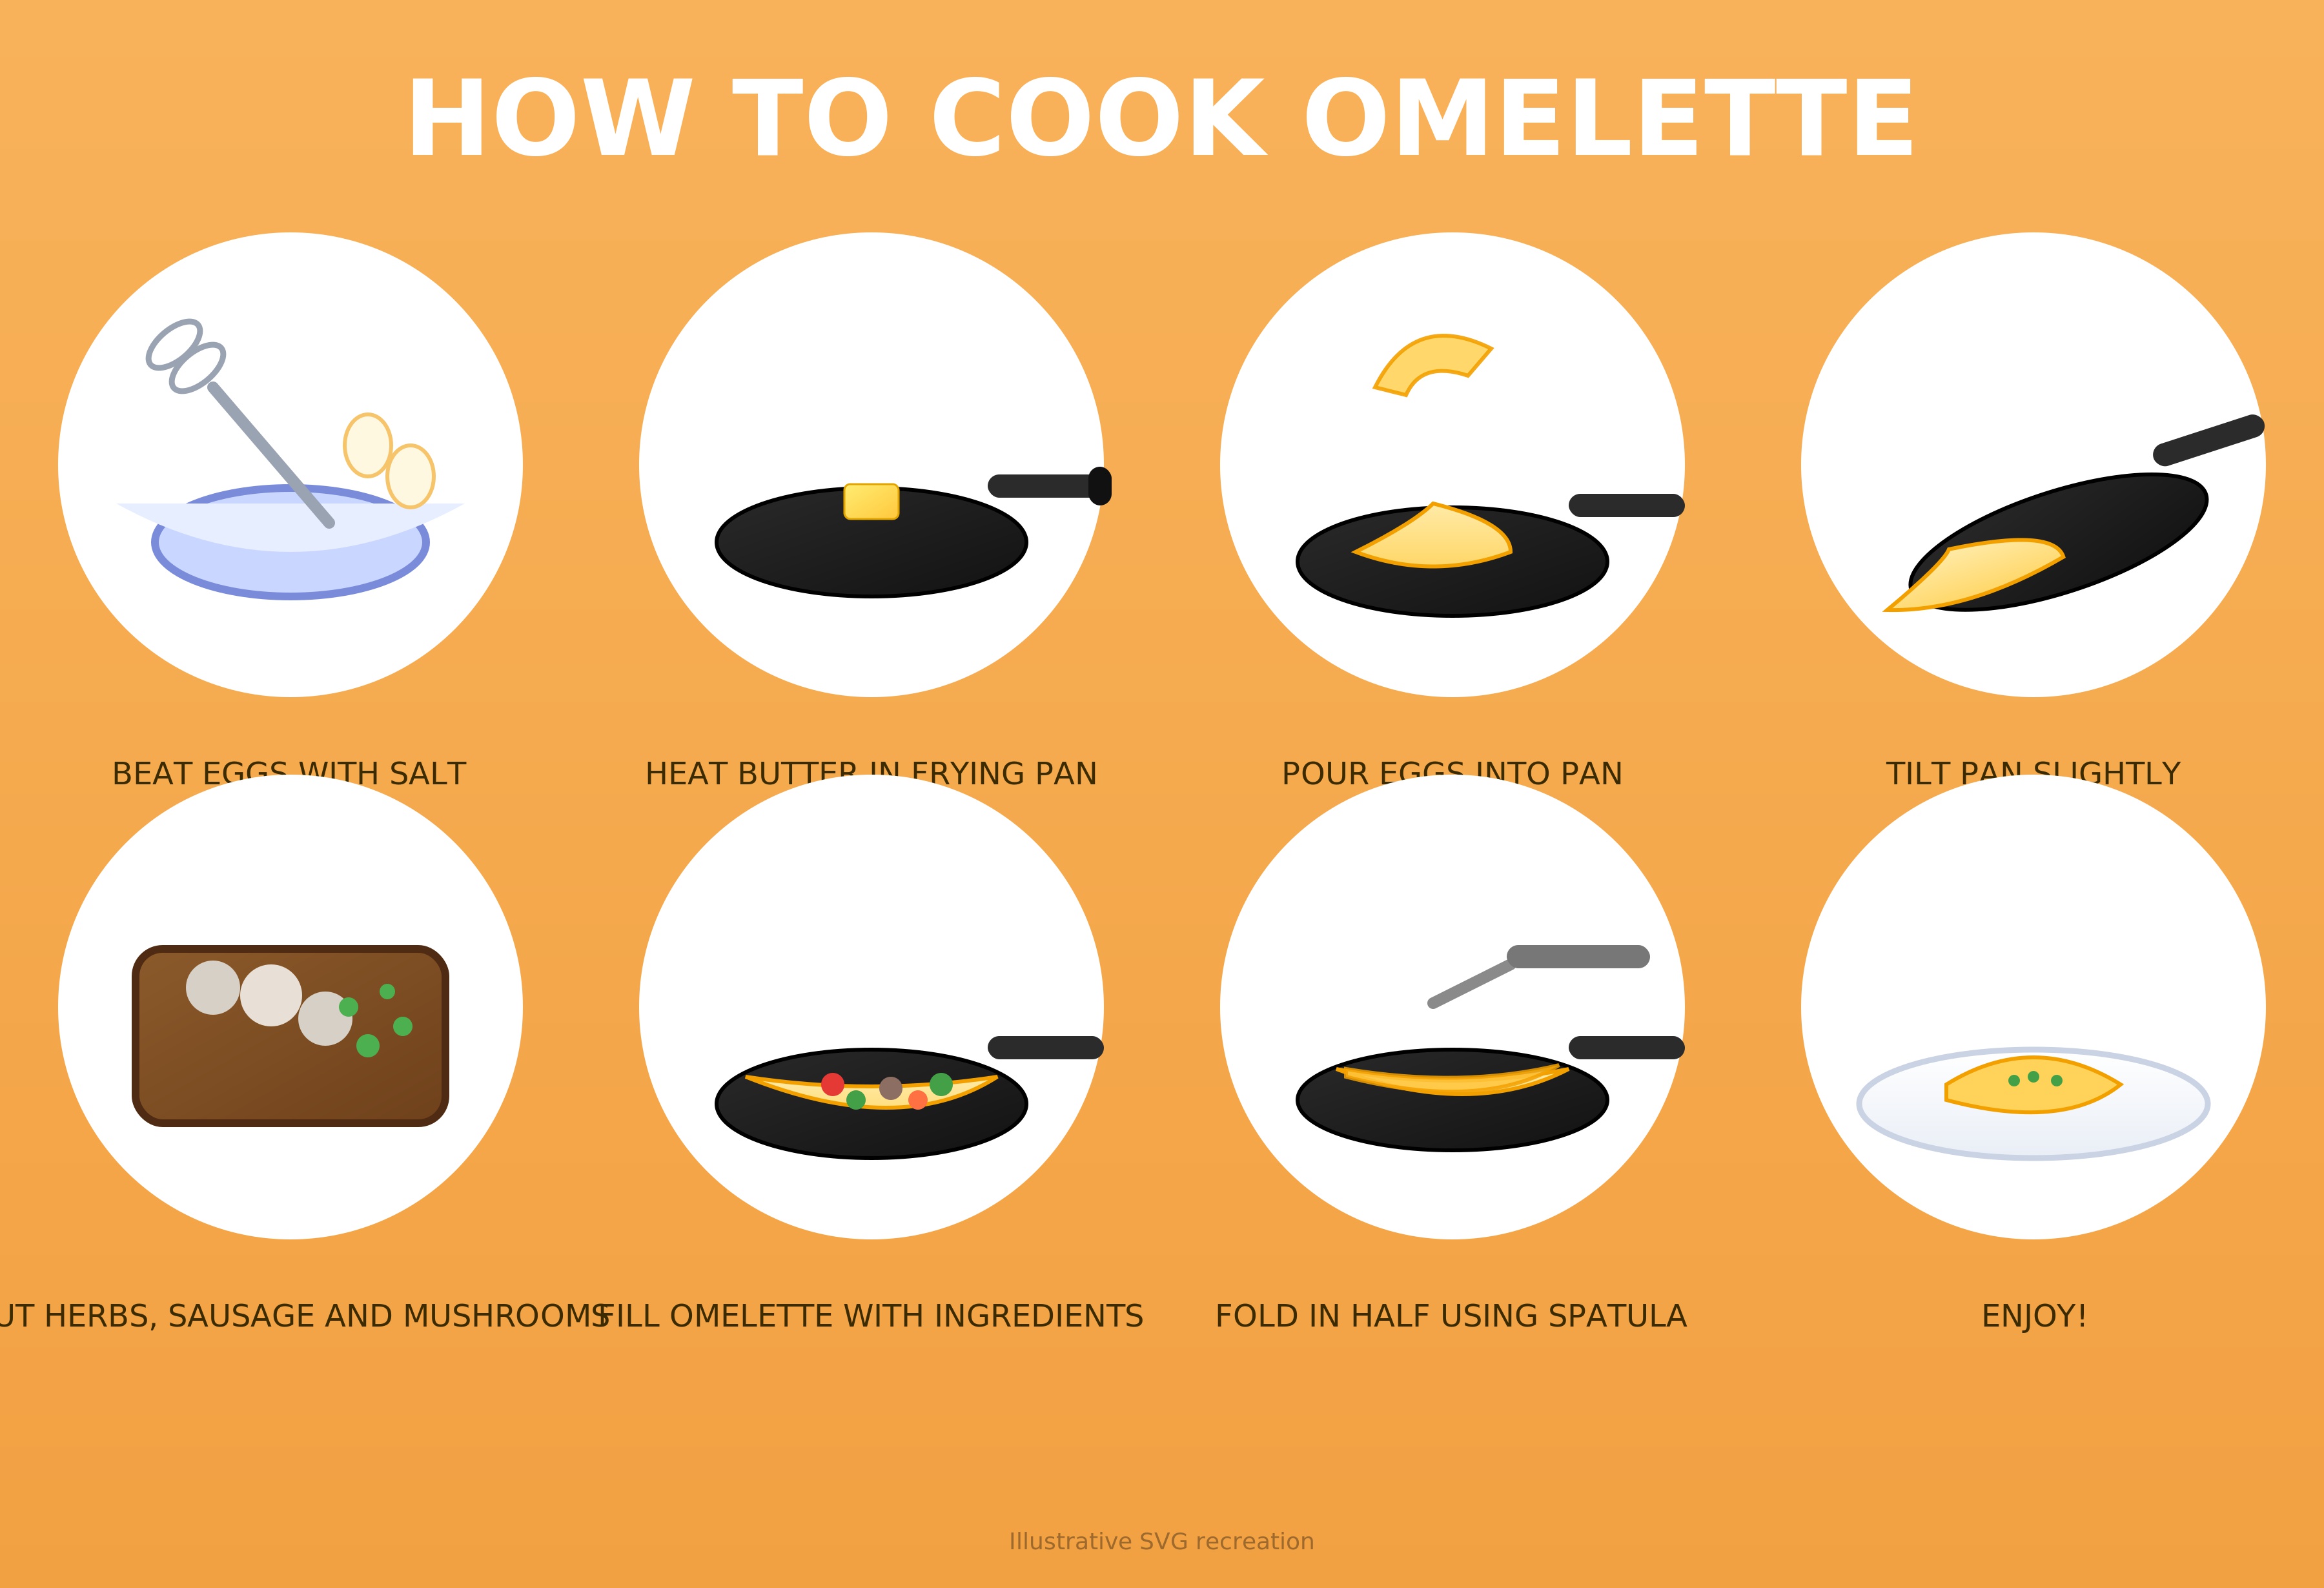 HOW TO COOK OMELETTE
BEAT EGGS WITH SALT
HEAT BUTTER IN FRYING PAN
POUR EGGS INTO PAN
TILT PAN SLIGHTLY
HERBS, SAUSAGE AND MUSHROOMS
FILL OMELETTE WITH INGREDIENTS
FOLD IN HALF USING SPATULA
ENJOY!
Illustrative SVG recreation